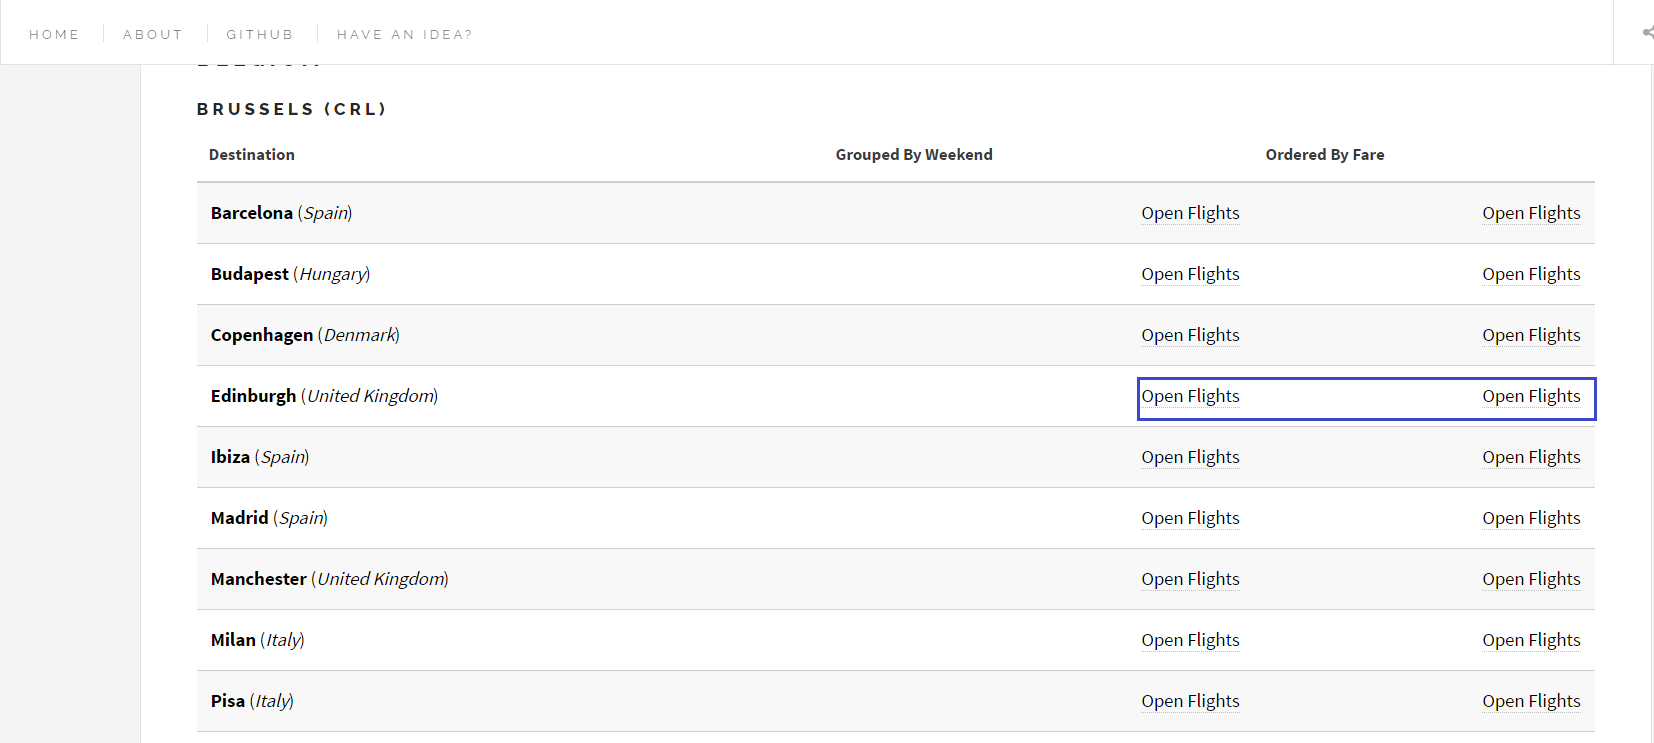 HOME ABOUT GITHUB HAVE AN IDEA?
BRUSSELS (CRL)
Destination Grouped By Weekend Ordered By Fare
Barcelona (Spain) Open Flights Open Flights
Budapest (Hungary) Open Flights Open Flights
Copenhagen (Denmark) Open Flights Open Flights
Edinburgh (United Kingdom) Open Flights Open Flights
Ibiza (Spain) Open Flights Open Flights
Madrid (Spain) Open Flights Open Flights
Manchester (United Kingdom) Open Flights Open Flights
Milan (Italy) Open Flights Open Flights
Pisa (Italy) Open Flights Open Flights